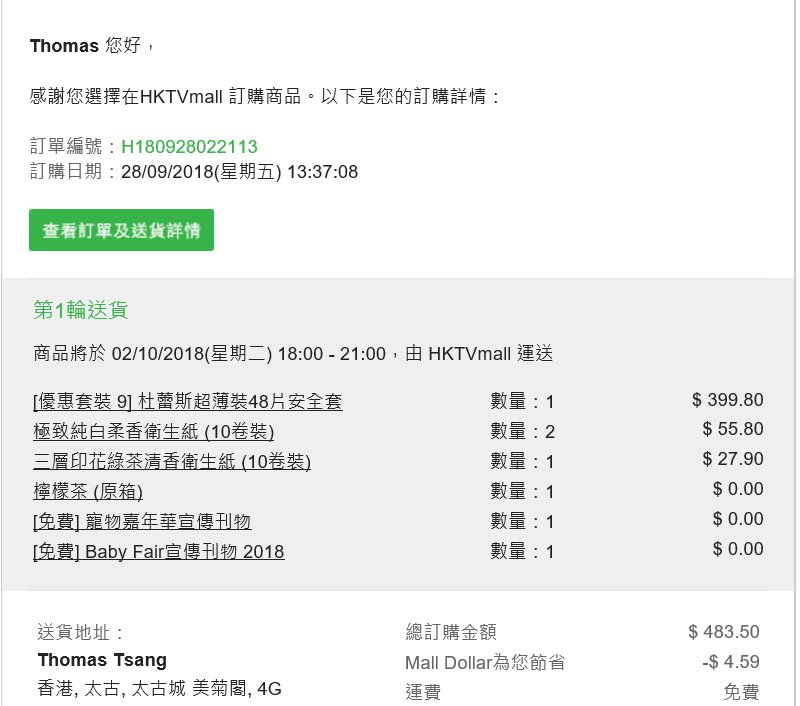 Thomas 您好，
感謝您選擇在HKTVmall 訂購商品。以下是您的訂購詳情：
訂單編號：H180928022113
訂購日期：28/09/2018(星期五) 13:37:08
查看訂單及送貨詳情
第1輪送貨
商品將於 02/10/2018(星期二) 18:00 - 21:00，由 HKTVmall 運送
[優惠套裝 9] 杜蕾斯超薄裝48片安全套 數量：1 $ 399.80
極致純白柔香衛生紙 (10卷裝) 數量：2 $ 55.80
三層印花綠茶清香衛生紙 (10卷裝) 數量：1 $ 27.90
檸檬茶 (原箱) 數量：1 $ 0.00
[免費] 寵物嘉年華宣傳刊物 數量：1 $ 0.00
[免費] Baby Fair宣傳刊物 2018 數量：1 $ 0.00
送貨地址： 總訂購金額 $ 483.50
Thomas Tsang Mall Dollar為您節省 -$ 4.59
香港, 太古, 太古城 美菊閣, 4G 運費 免費